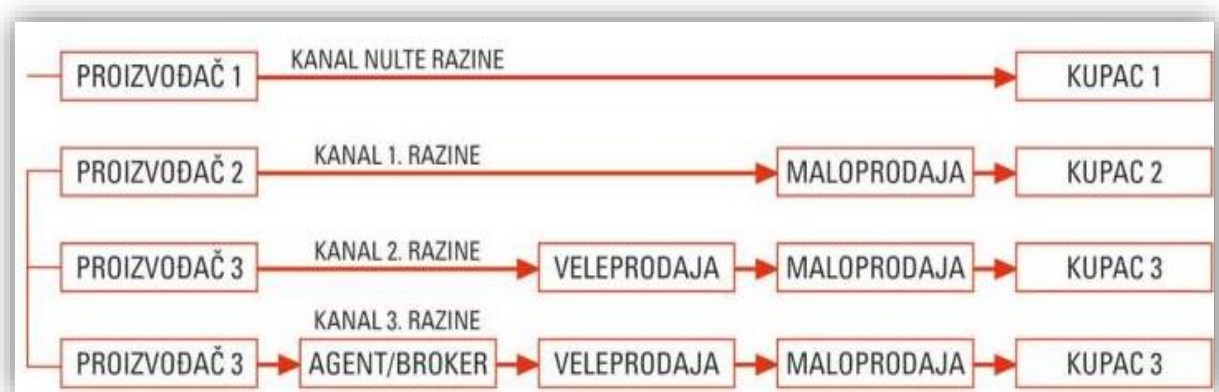 KANAL NULTE RAZINE
PROIZVOĐAČ 1 KUPAC 1
KANAL 1. RAZINE
PROIZVOĐAČ 2 MALOPRODAJA KUPAC 2
KANAL 2. RAZINE
PROIZVOĐAČ 3 VELEPRODAJA MALOPRODAJA KUPAC 3
KANAL 3. RAZINE
PROIZVOĐAČ 3 AGENT/BROKER VELEPRODAJA MALOPRODAJA KUPAC 3